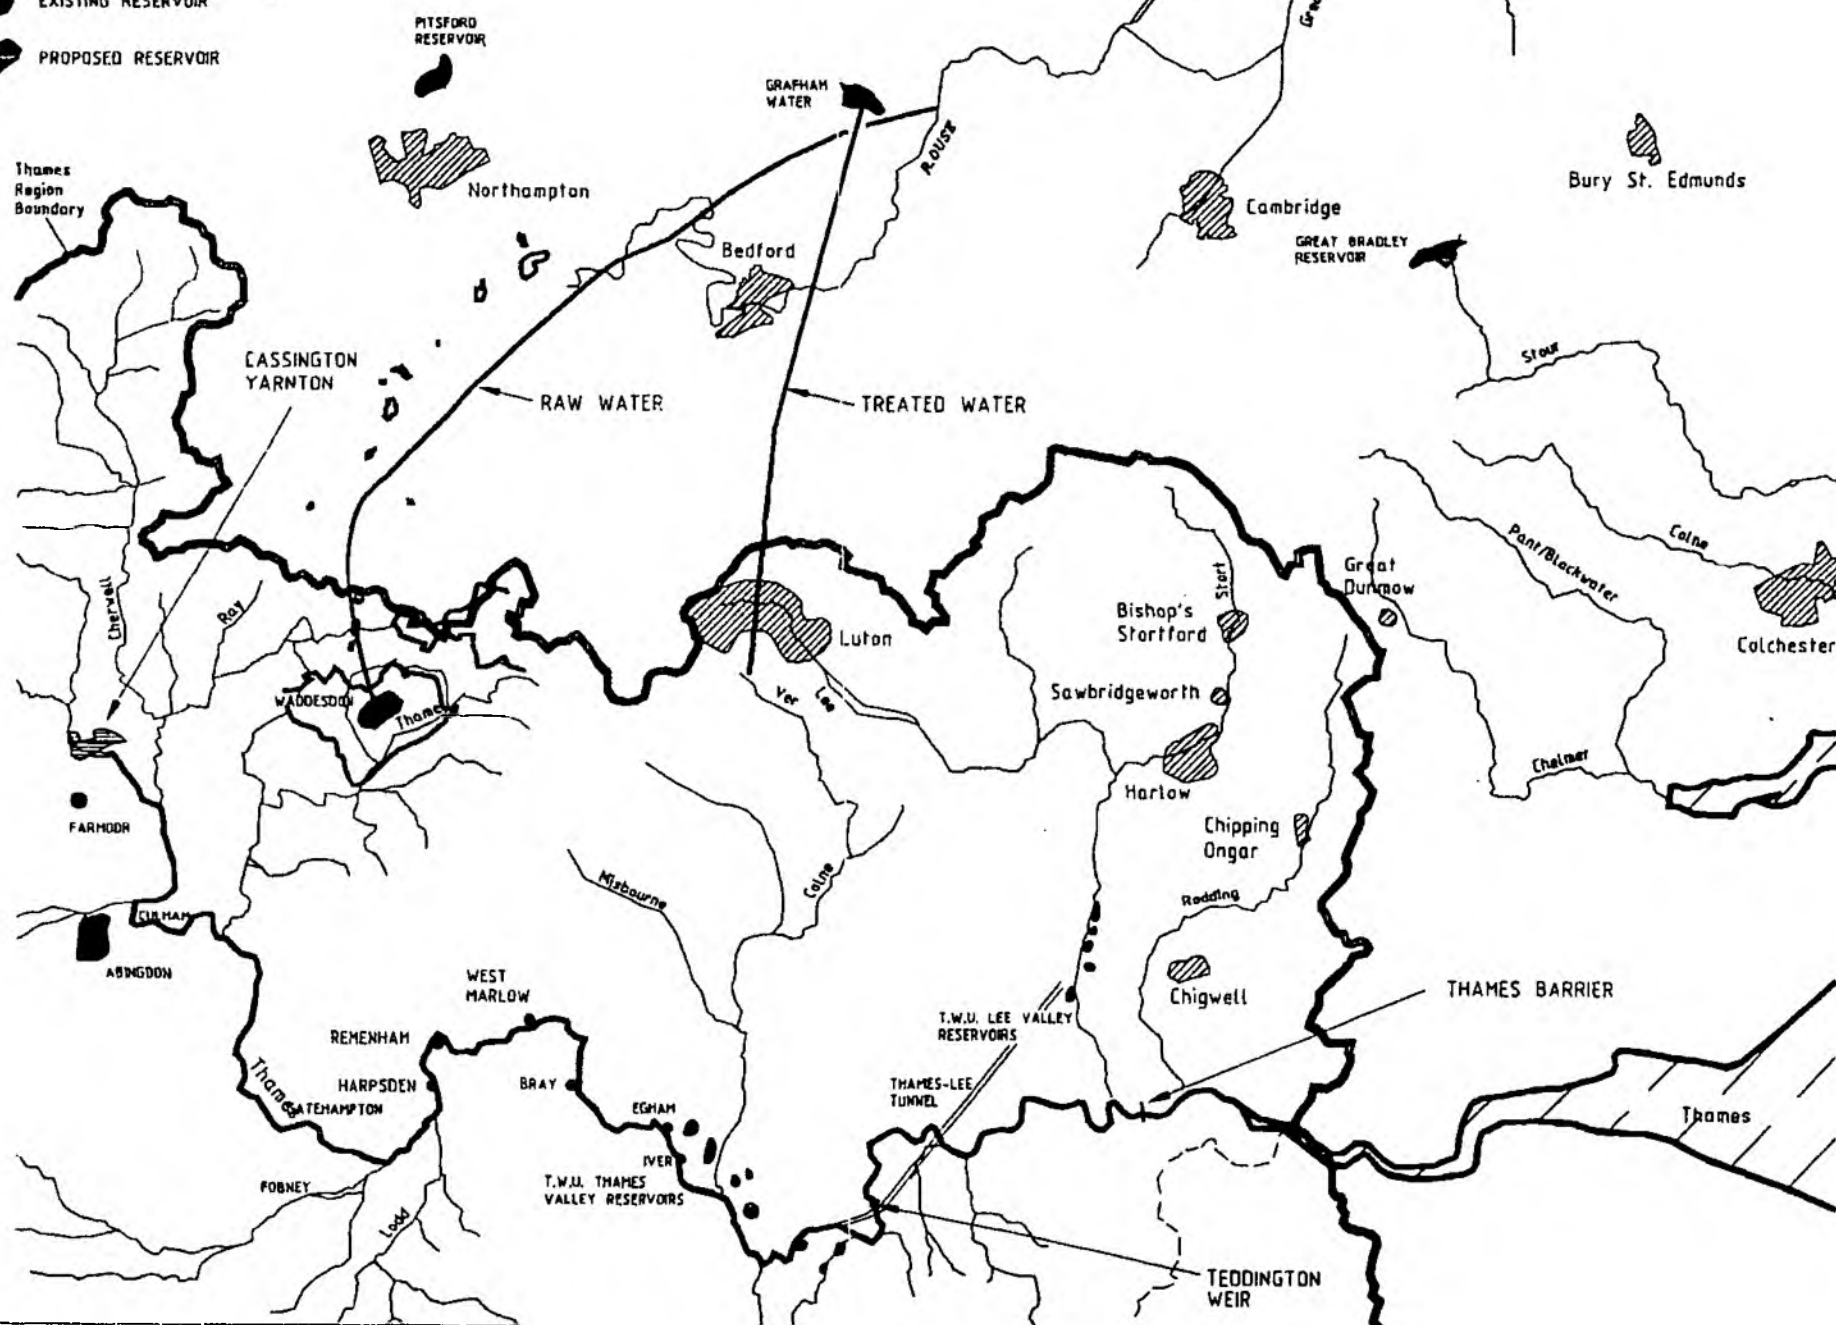 EXISTING RESERVOIR
PROPOSED RESERVOIR
PITSFORD
RESERVOIR
GRAFHAM
WATER
R. OUSE
Thames
Region
Boundary
Northampton
Bedford
Cambridge
Bury St. Edmunds
GREAT BRADLEY
RESERVOIR
Stour
CASSINGTON
YARNTON
RAW WATER
TREATED WATER
Pant/Blackwater
Colne
Colchester
Great
Dunmow
Cherwell
Ray
Luton
Bishop's
Stortford
Stort
Sawbridgeworth
WADDESDON
Thame
Ver
Lee
Harlow
Chelmer
FARMOOR
Chipping
Ongar
Misbourne
Colne
Rodding
CULHAM
ABINGDON
WEST
MARLOW
Chigwell
THAMES BARRIER
REMENHAM
T.W.U. LEE VALLEY
RESERVOIRS
HARPSDEN
BRAY
THAMES-LEE
TUNNEL
Thames
GATEHAMPTON
EGHAM
Thames
IVER
FOBNEY
T.W.U. THAMES
VALLEY RESERVOIRS
Lodd
TEDDINGTON
WEIR